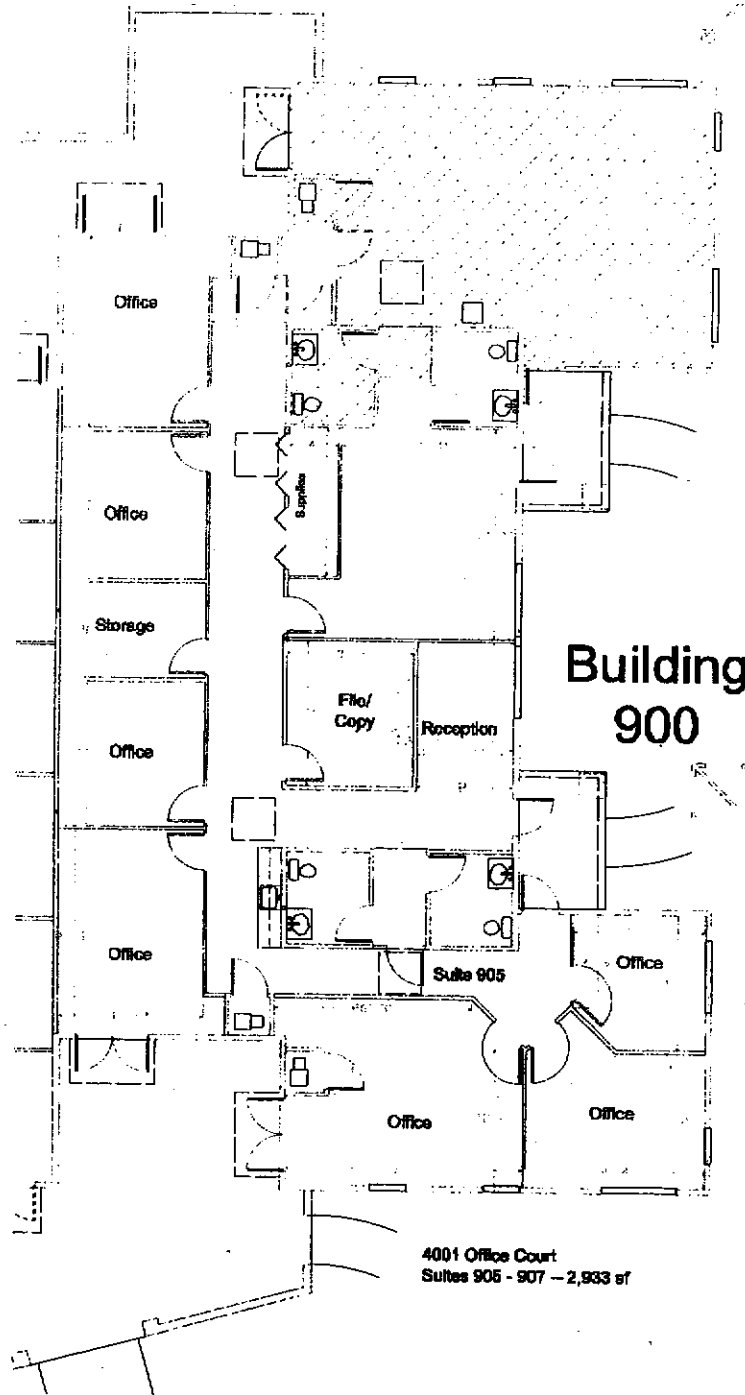 Office
Office
Supplies
Storage
Building
900
File/
Copy
Reception
Office
Office
Suite 905
Office
Office
Office
4001 Office Court
Suites 905 - 907 – 2,933 sf